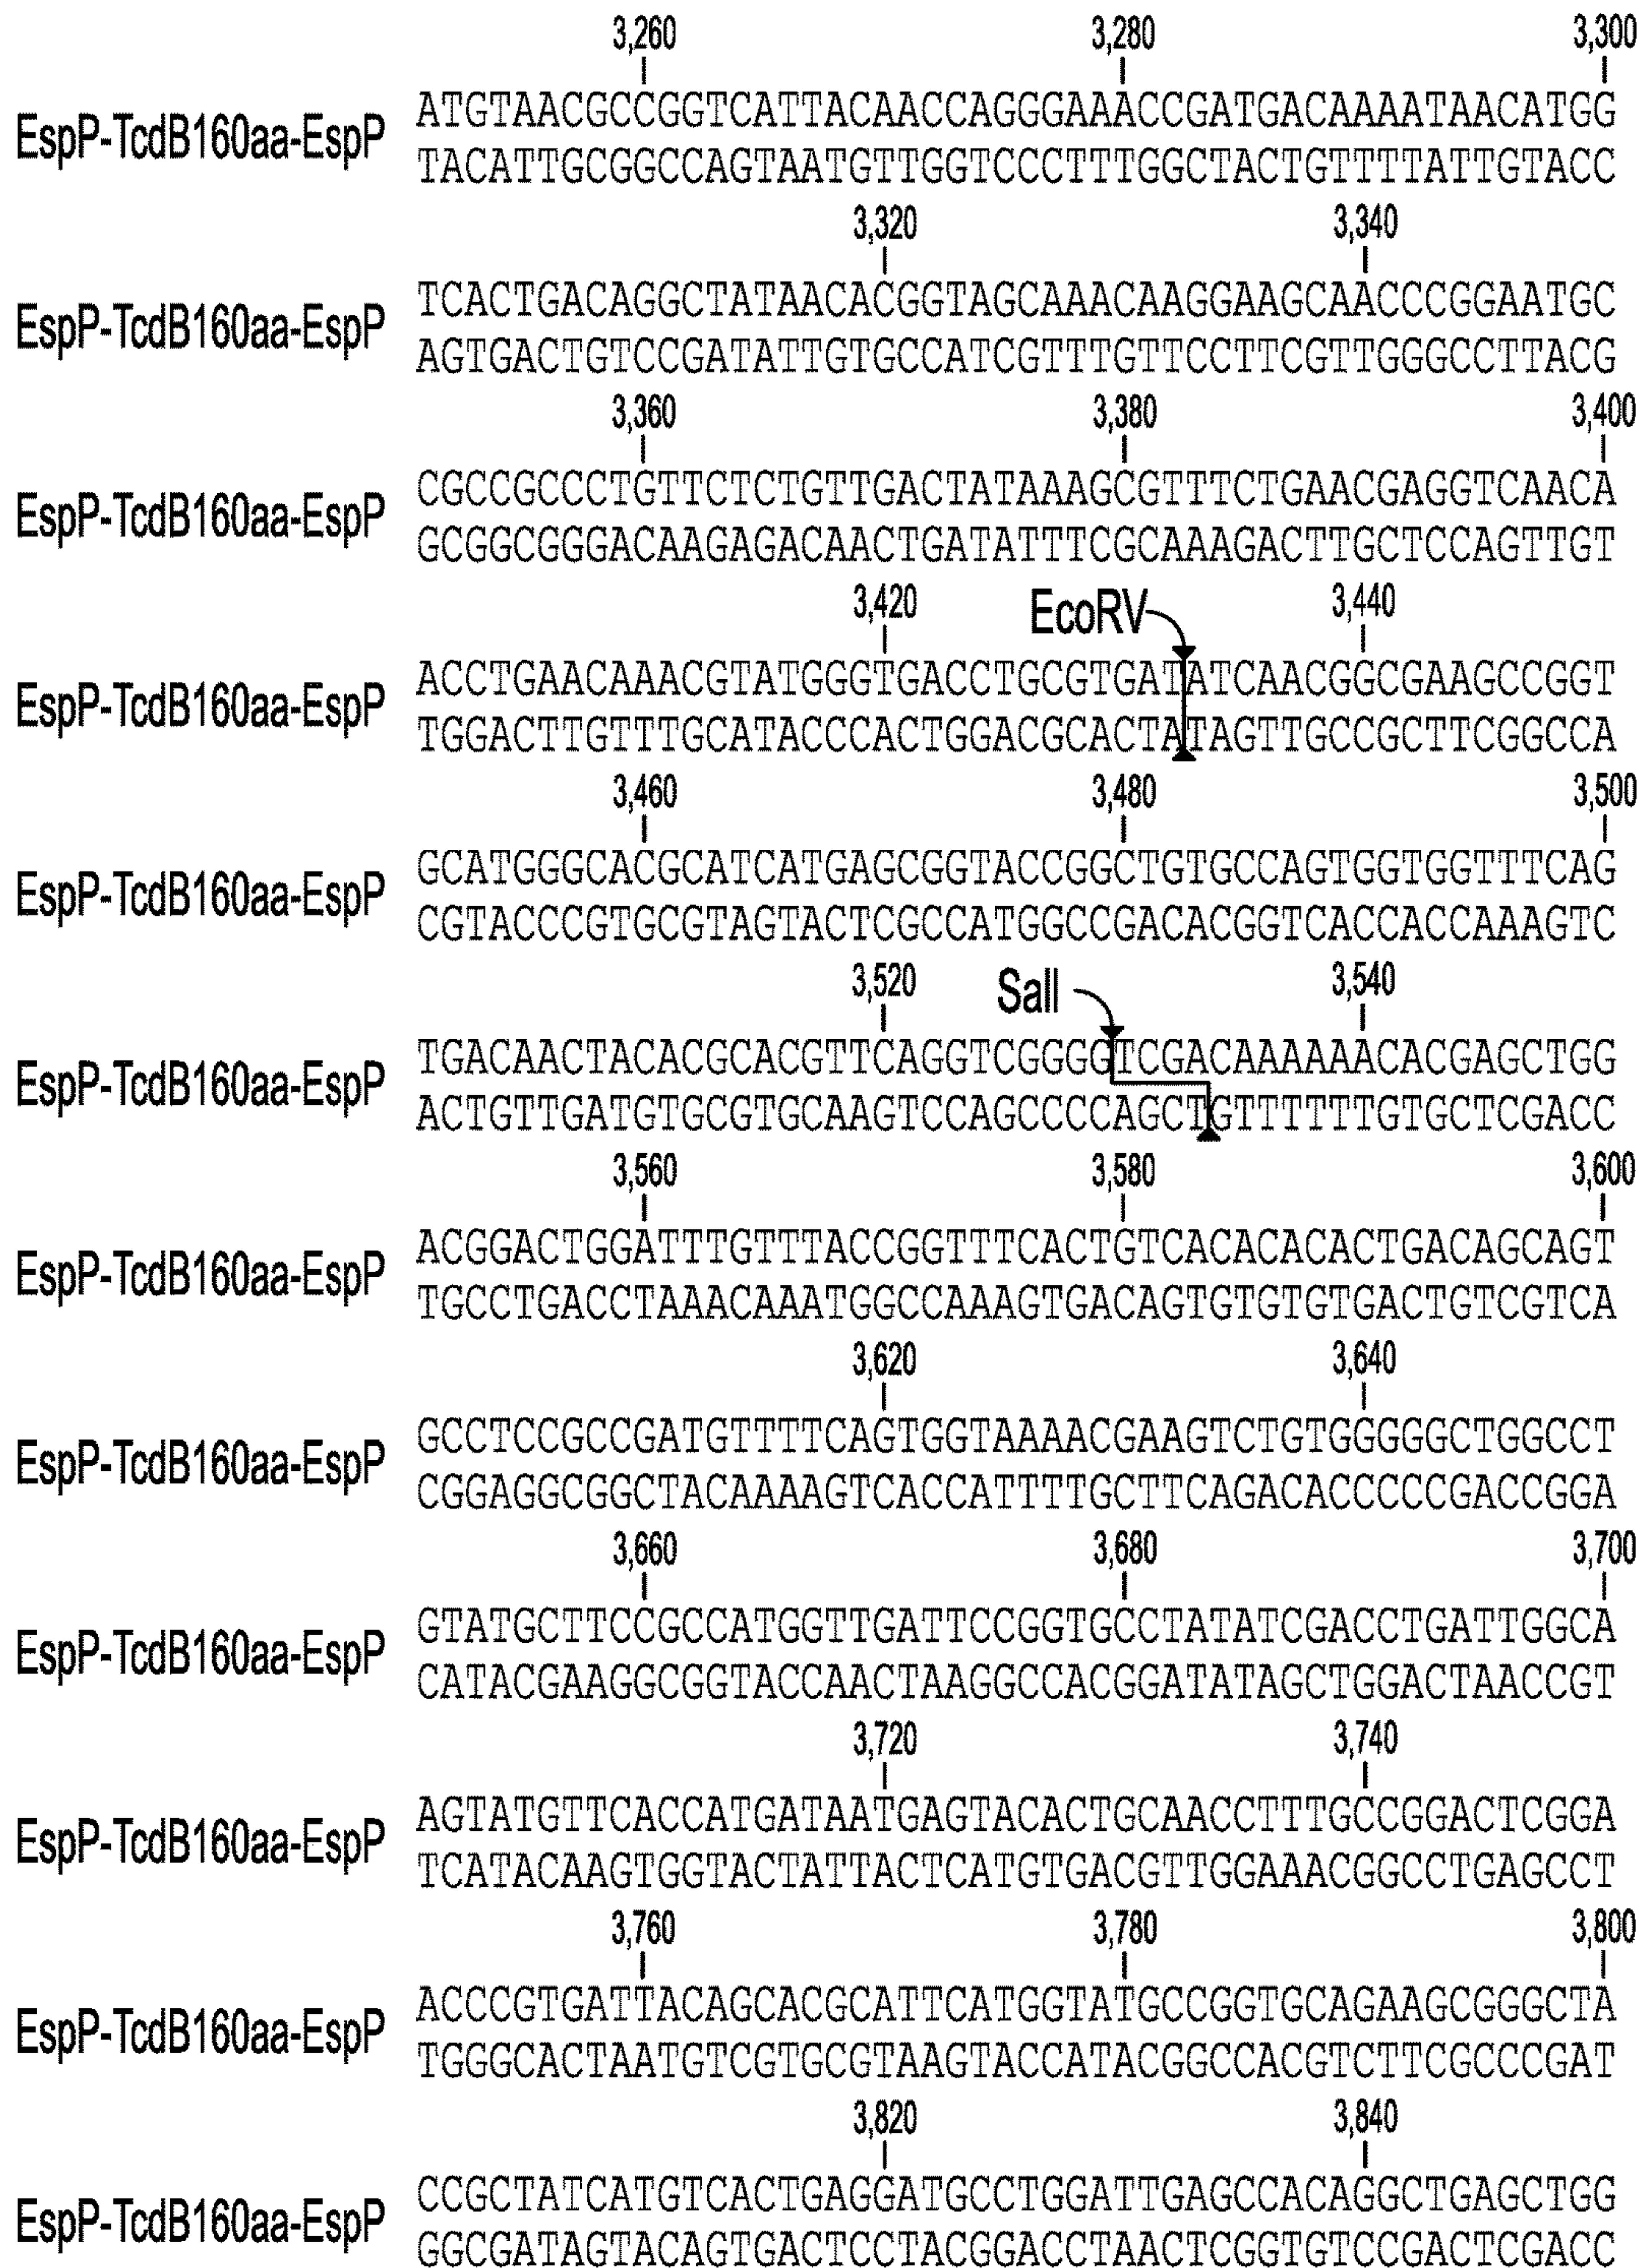 3,260 3,280 3,300
ATGTAACGCCGGTCATTACAACCAGGGAAACCGATGACAAAATAACATGG
EspP-TcdB160aa-EspP
TACATTGCGGCCAGTAATGTTGGTCCCTTTGGCTACTGTTTTATTGTACC
3,320 3,340
TCACTGACAGGCTATAACACGGTAGCAAACAAGGAAGCAACCCGGAATGC
EspP-TcdB160aa-EspP
AGTGACTGTCCGATATTGTGCCATCGTTTGTTCCTTCGTTGGGCCTTACG
3,360 3,380 3,400
CGCCGCCCTGTTCTCTGTTGACTATAAAGCGTTTCTGAACGAGGTCAACA
EspP-TcdB160aa-EspP
GCGGCGGGACAAGAGACAACTGATATTTCGCAAAGACTTGCTCCAGTTGT
3,420 EcoRV 3,440
ACCTGAACAAACGTATGGGTGACCTGCGTGATATCAACGGCGAAGCCGGT
EspP-TcdB160aa-EspP
TGGACTTGTTTGCATACCCACTGGACGCACTATAGTTGCCGCTTCGGCCA
3,460 3,480 3,500
GCATGGGCACGCATCATGAGCGGTACCGGCTGTGCCAGTGGTGGTTTCAG
EspP-TcdB160aa-EspP
CGTACCCGTGCGTAGTACTCGCCATGGCCGACACGGTCACCACCAAAGTC
3,520 SalI 3,540
TGACAACTACACGCACGTTCAGGTCGGGGTCGACAAAAAACACGAGCTGG
EspP-TcdB160aa-EspP
ACTGTTGATGTGCGTGCAAGTCCAGCCCCAGCTGTTTTTTGTGCTCGACC
3,560 3,580 3,600
ACGGACTGGATTTGTTTACCGGTTTCACTGTCACACACACTGACAGCAGT
EspP-TcdB160aa-EspP
TGCCTGACCTAAACAAATGGCCAAAGTGACAGTGTGTGTGACTGTCGTCA
3,620 3,640
GCCTCCGCCGATGTTTTCAGTGGTAAAACGAAGTCTGTGGGGGCTGGCCT
EspP-TcdB160aa-EspP
CGGAGGCGGCTACAAAAGTCACCATTTTGCTTCAGACACCCCCGACCGGA
3,660 3,680 3,700
GTATGCTTCCGCCATGGTTGATTCCGGTGCCTATATCGACCTGATTGGCA
EspP-TcdB160aa-EspP
CATACGAAGGCGGTACCAACTAAGGCCACGGATATAGCTGGACTAACCGT
3,720 3,740
AGTATGTTCACCATGATAATGAGTACACTGCAACCTTTGCCGGACTCGGA
EspP-TcdB160aa-EspP
TCATACAAGTGGTACTATTACTCATGTGACGTTGGAAACGGCCTGAGCCT
3,760 3,780 3,800
ACCCGTGATTACAGCACGCATTCATGGTATGCCGGTGCAGAAGCGGGCTA
EspP-TcdB160aa-EspP
TGGGCACTAATGTCGTGCGTAAGTACCATACGGCCACGTCTTCGCCCGAT
3,820 3,840
CCGCTATCATGTCACTGAGGATGCCTGGATTGAGCCACAGGCTGAGCTGG
EspP-TcdB160aa-EspP
GGCGATAGTACAGTGACTCCTACGGACCTAACTCGGTGTCCGACTCGACC